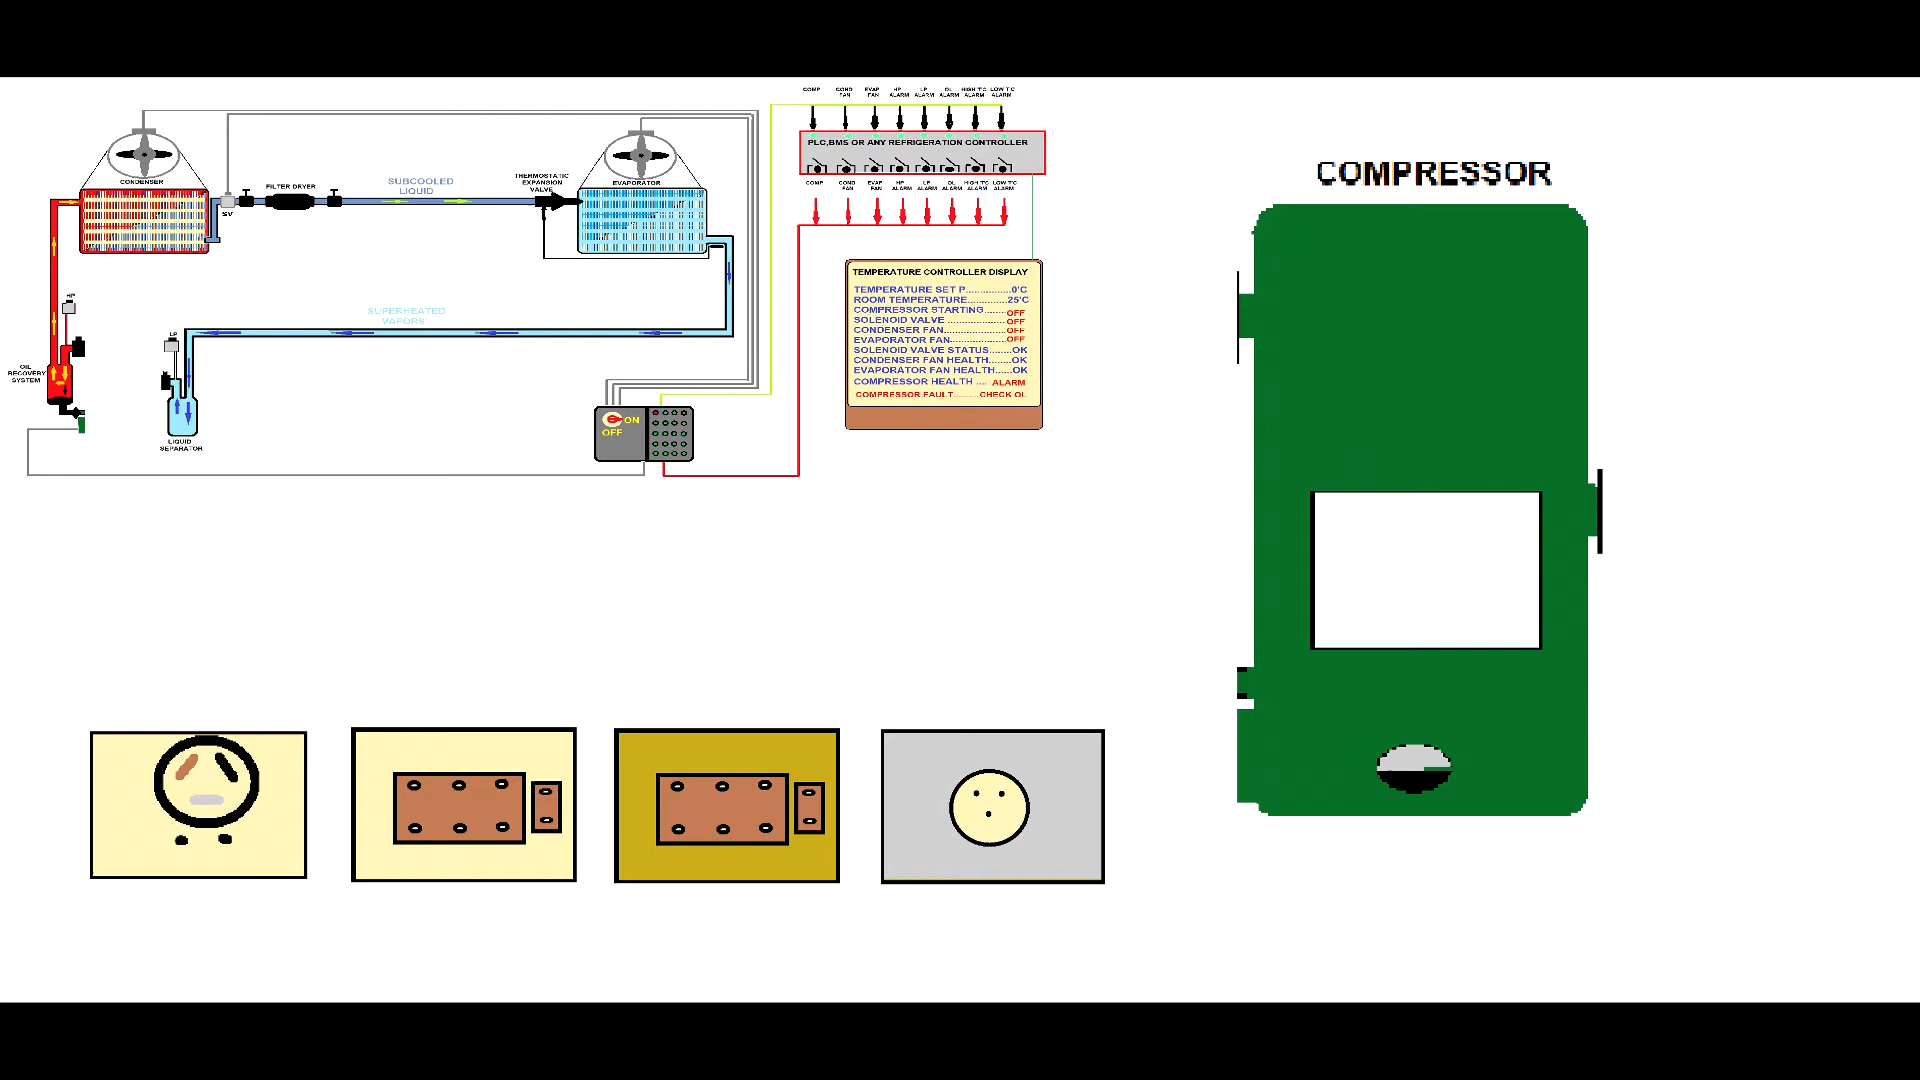 COMP
COND
FAN
EVAP
FAN
HP
ALARM
LP
ALARM
OL
ALARM
HIGH T'C
ALARM
LOW T'C
ALARM
PLC,BMS OR ANY REFRIGERATION CONTROLLER
COMP
COND
FAN
EVAP
FAN
HP
ALARM
LP
ALARM
OL
ALARM
HIGH T'C
ALARM
LOW T'C
ALARM
COMPRESSOR
CONDENSER
FILTER DRYER
SV
SUBCOOLED
LIQUID
THERMOSTATIC
EXPANSION
VALVE
EVAPORATOR
TEMPERATURE CONTROLLER DISPLAY
TEMPERATURE SET P...............0'C
ROOM TEMPERATURE.............25'C
COMPRESSOR STARTING.......OFF
SOLENOID VALVE ....................OFF
CONDENSER FAN.....................OFF
EVAPORATOR FAN...................OFF
SOLENOID VALVE STATUS.......OK
CONDENSER FAN HEALTH.......OK
EVAPORATOR FAN HEALTH......OK
COMPRESSOR HEALTH .... ALARM
COMPRESSOR FAULT.........CHECK OL
HP
SUPERHEATED
VAPORS
LP
OIL
RECOVERY
SYSTEM
LIQUID
SEPARATOR
ON
OFF